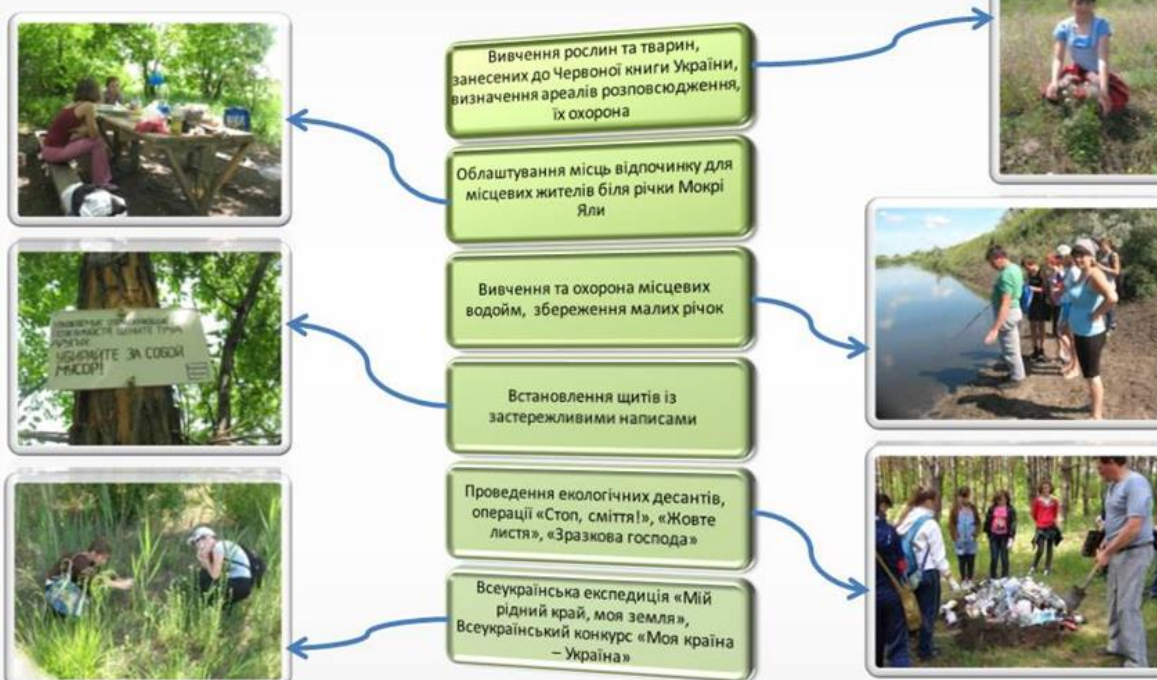 Вивчення рослин та тварин,
занесених до Червоної книги України,
визначення ареалів розповсюдження,
їх охорона
Облаштування місць відпочинку для
місцевих жителів біля річки Мокрі
Яли
Вивчення та охорона місцевих
водойм, збереження малих річок
Встановлення щитів із
застережливими написами
Проведення екологічних десантів,
операції «Стоп, сміття!», «Жовте
листя», «Зразкова господа»
Всеукраїнська експедиція «Мій
рідний край, моя земля»,
Всеукраїнський конкурс «Моя країна
– Україна»
ЦЕНИТЕ ТРУД
ДРУГИХ
УБИРАЙТЕ ЗА СОБОЙ
МУСОР!